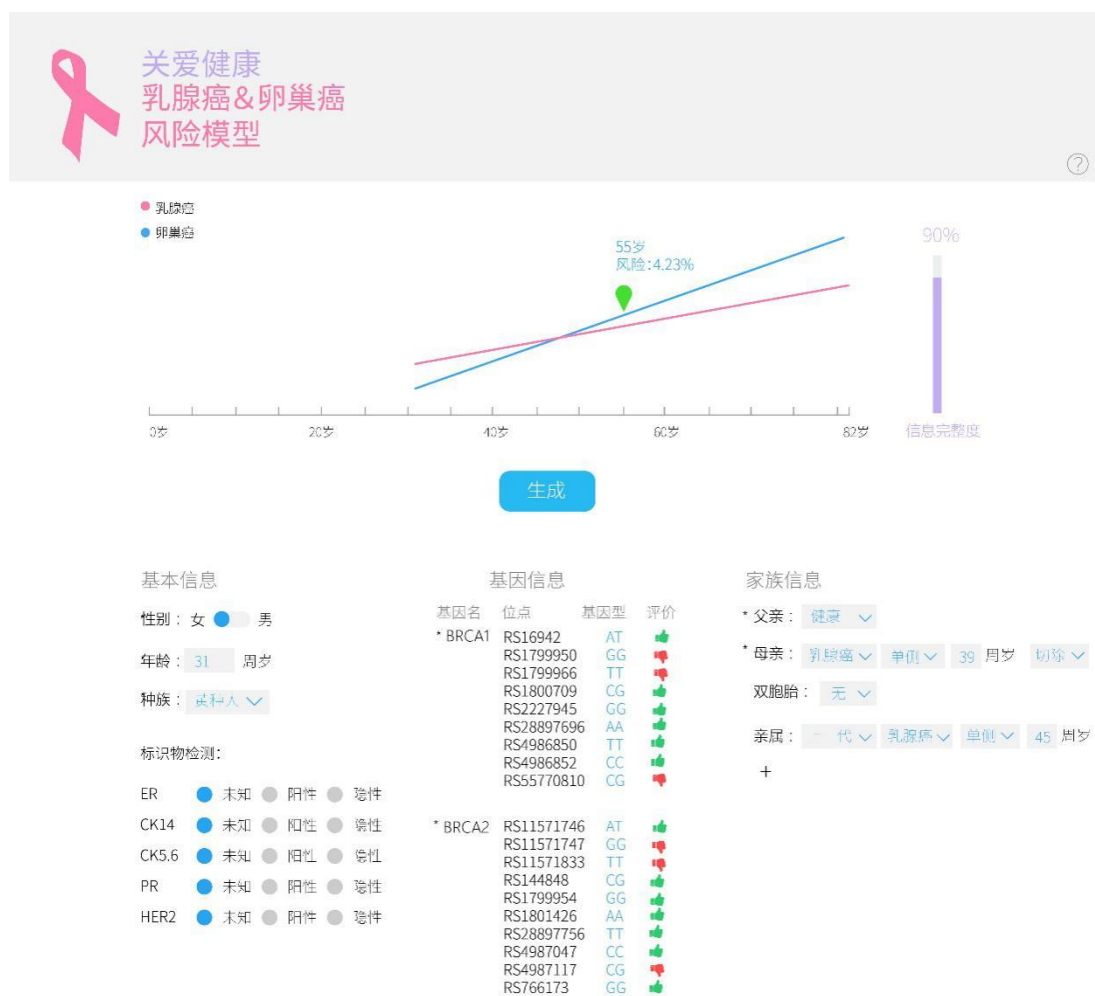 关爱健康
乳腺癌&卵巢癌
风险模型
?
乳腺癌
卵巢癌
55岁
风险:4.23%
90%
0岁 20岁 40岁 60岁 82岁
信息完整度
生成
基本信息
性别： 女 男
年龄： 31 周岁
种族： 黄种人
标识物检测:
ER 未知 阳性 隐性
CK14 未知 阳性 隐性
CK5.6 未知 阳性 隐性
PR 未知 阳性 隐性
HER2 未知 阳性 隐性
基因信息
基因名 位点 基因型 评价
* BRCA1 RS16942 AT
RS1799950 GG
RS1799966 TT
RS1800709 CG
RS2227945 GG
RS28897696 AA
RS4986850 TT
RS4986852 CC
RS55770810 CG
* BRCA2 RS11571746 AT
RS11571747 GG
RS11571833 TT
RS144848 CG
RS1799954 GG
RS1801426 AA
RS28897756 TT
RS4987047 CC
RS4987117 CG
RS766173 GG
家族信息
* 父亲： 健康
* 母亲： 乳腺癌 单侧 39 周岁 切除
双胞胎： 无
亲属： 一 代 乳腺癌 单侧 45 周岁
+